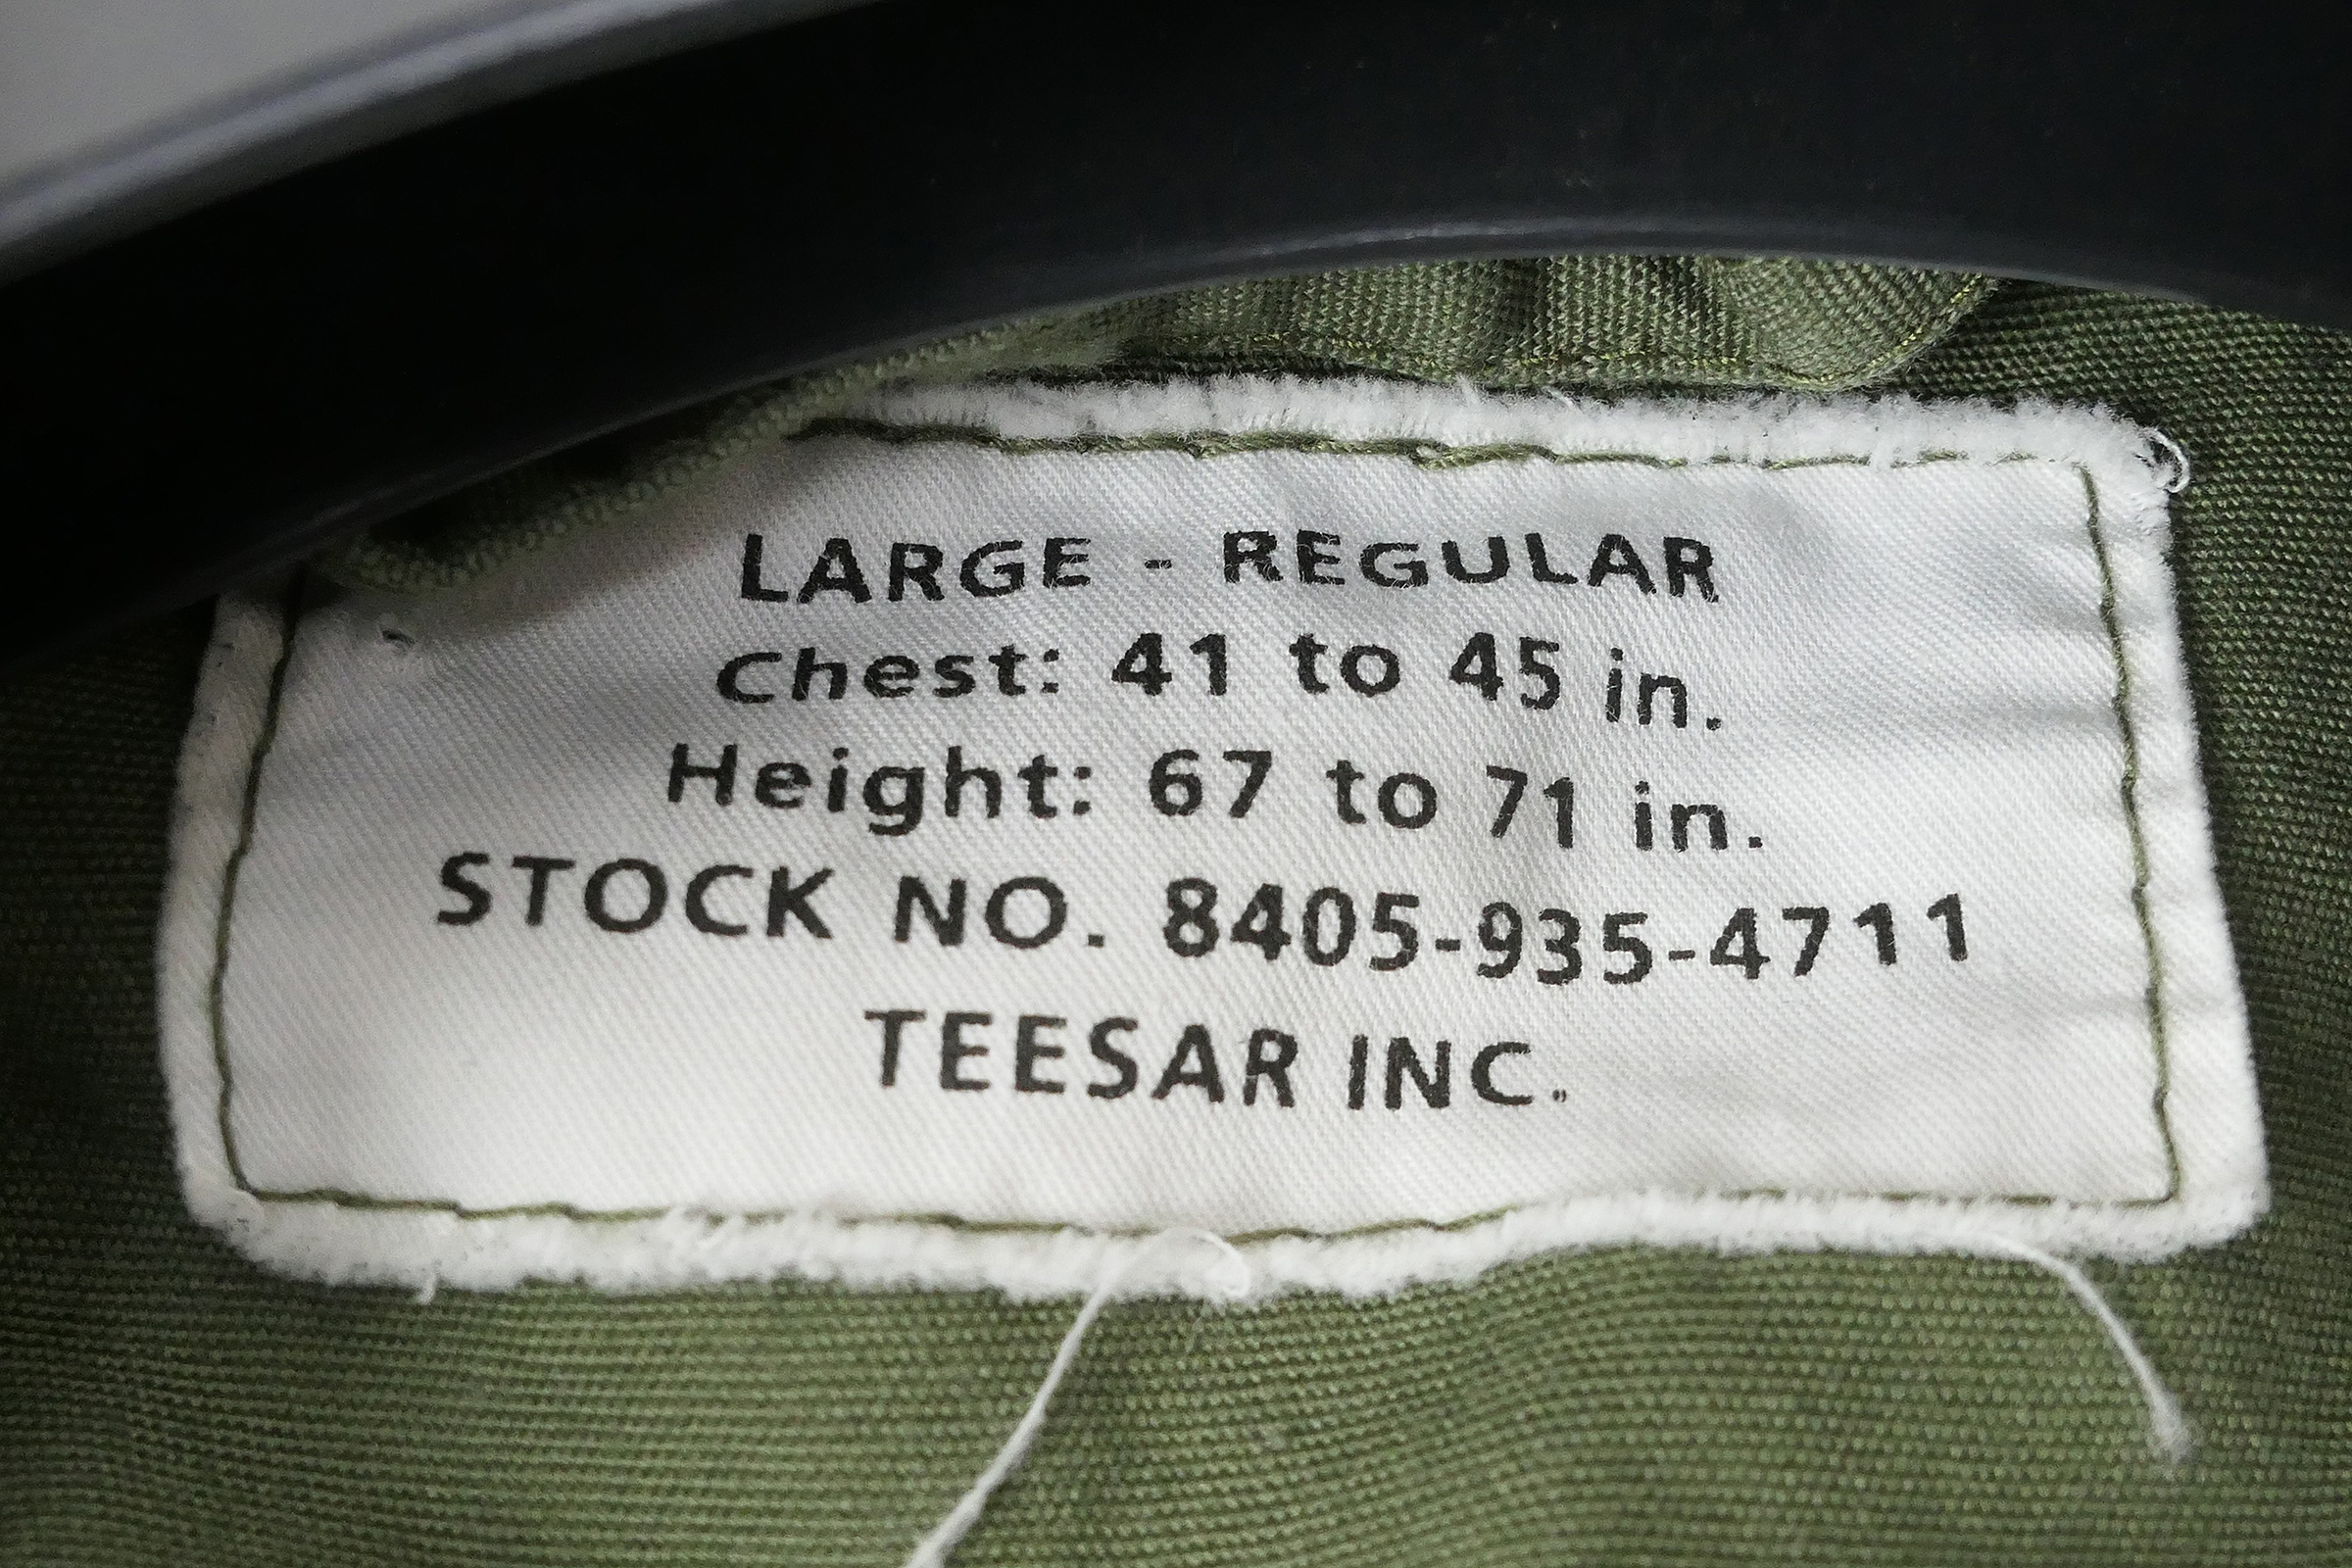 LARGE - REGULAR
Chest: 41 to 45 in.
Height: 67 to 71 in.
STOCK NO. 8405-935-4711
TEESAR INC.